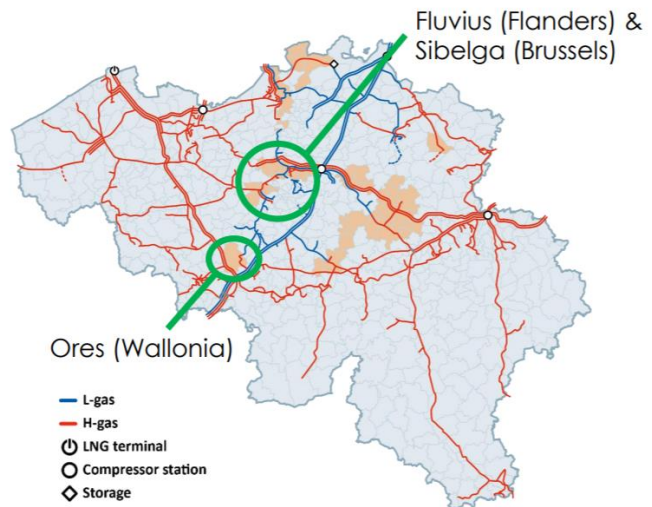 Fluvius (Flanders) &
Sibelga (Brussels)
Ores (Wallonia)
L-gas
H-gas
LNG terminal
Compressor station
Storage